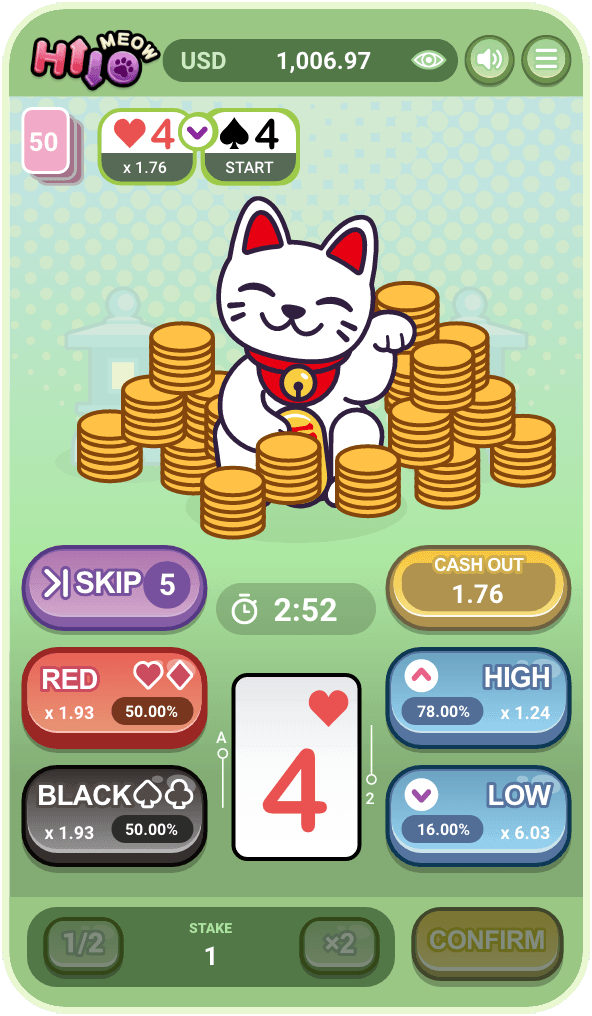 HILO MEOW
USD 1,006.97
50
4 4
x 1.76 START
SKIP 5
CASH OUT
1.76
2:52
RED
x 1.93 50.00%
HIGH
78.00% x 1.24
A
4
2
BLACK
x 1.93 50.00%
LOW
16.00% x 6.03
1/2
STAKE
1
×2
CONFIRM